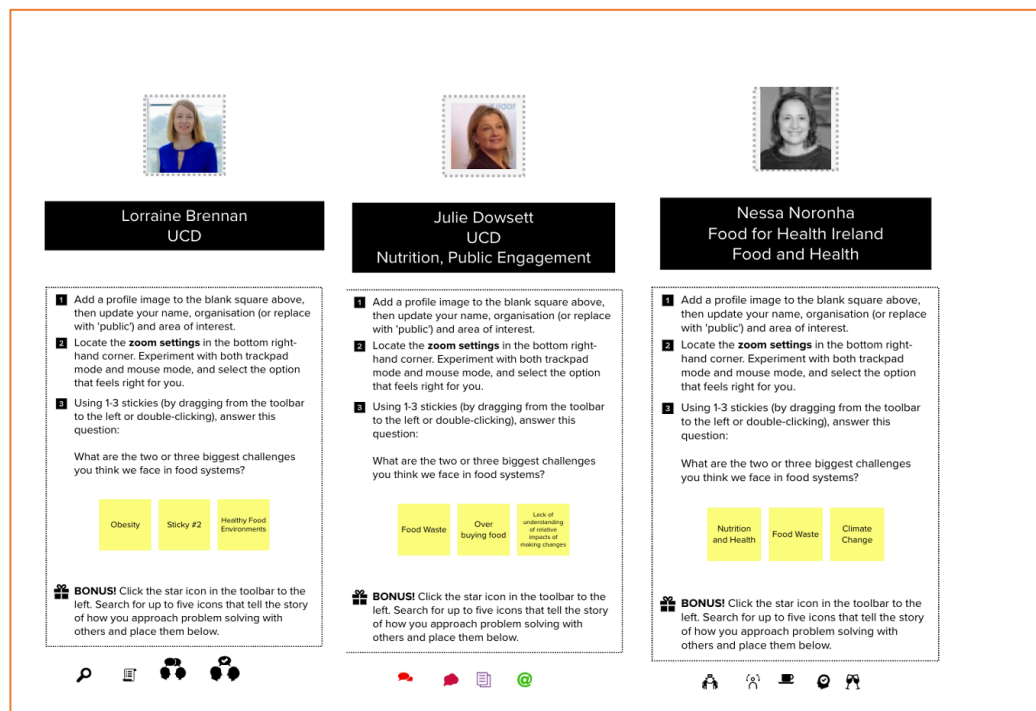 Kildar
Lorraine Brennan
UCD
1 Add a profile image to the blank square above,
then update your name, organisation (or replace
with 'public') and area of interest.
2 Locate the zoom settings in the bottom right-
hand corner. Experiment with both trackpad
mode and mouse mode, and select the option
that feels right for you.
3 Using 1-3 stickies (by dragging from the toolbar
to the left or double-clicking), answer this
question:
What are the two or three biggest challenges
you think we face in food systems?
Obesity
Sticky #2
Healthy Food
Environments
BONUS! Click the star icon in the toolbar to the
left. Search for up to five icons that tell the story
of how you approach problem solving with
others and place them below.
Julie Dowsett
UCD
Nutrition, Public Engagement
1 Add a profile image to the blank square above,
then update your name, organisation (or replace
with 'public') and area of interest.
2 Locate the zoom settings in the bottom right-
hand corner. Experiment with both trackpad
mode and mouse mode, and select the option
that feels right for you.
3 Using 1-3 stickies (by dragging from the toolbar
to the left or double-clicking), answer this
question:
What are the two or three biggest challenges
you think we face in food systems?
Food Waste
Over
buying food
Lack of
understanding
of relative
impacts of
making changes
BONUS! Click the star icon in the toolbar to the
left. Search for up to five icons that tell the story
of how you approach problem solving with
others and place them below.
@
Nessa Noronha
Food for Health Ireland
Food and Health
1 Add a profile image to the blank square above,
then update your name, organisation (or replace
with 'public') and area of interest.
2 Locate the zoom settings in the bottom right-
hand corner. Experiment with both trackpad
mode and mouse mode, and select the option
that feels right for you.
3 Using 1-3 stickies (by dragging from the toolbar
to the left or double-clicking), answer this
question:
What are the two or three biggest challenges
you think we face in food systems?
Nutrition
and Health
Food Waste
Climate
Change
BONUS! Click the star icon in the toolbar to the
left. Search for up to five icons that tell the story
of how you approach problem solving with
others and place them below.